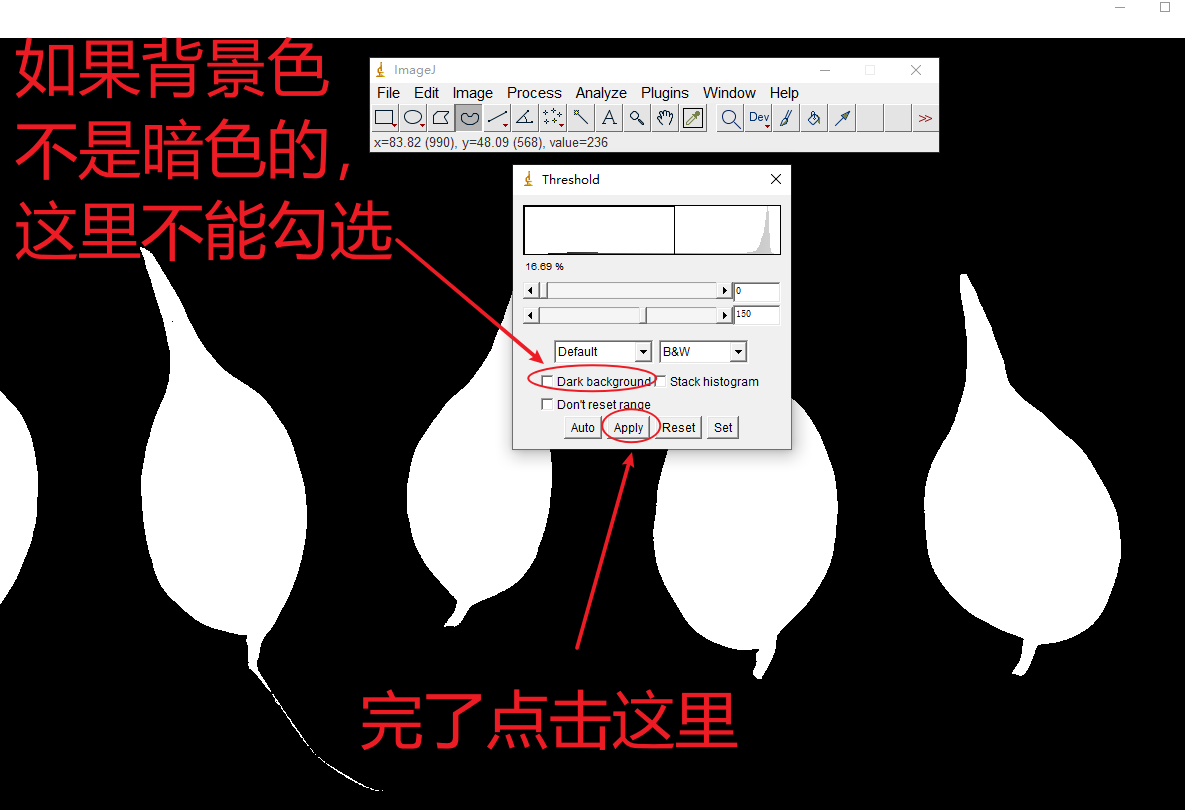 如果背景色
不是暗色的，
这里不能勾选
ImageJ
File Edit Image Process Analyze Plugins Window Help
A Dev >>
x=83.82 (990), y=48.09 (568), value=236
Threshold
16.69 %
0
150
Default B&W
Dark background Stack histogram
Don't reset range
Auto Apply Reset Set
完了点击这里